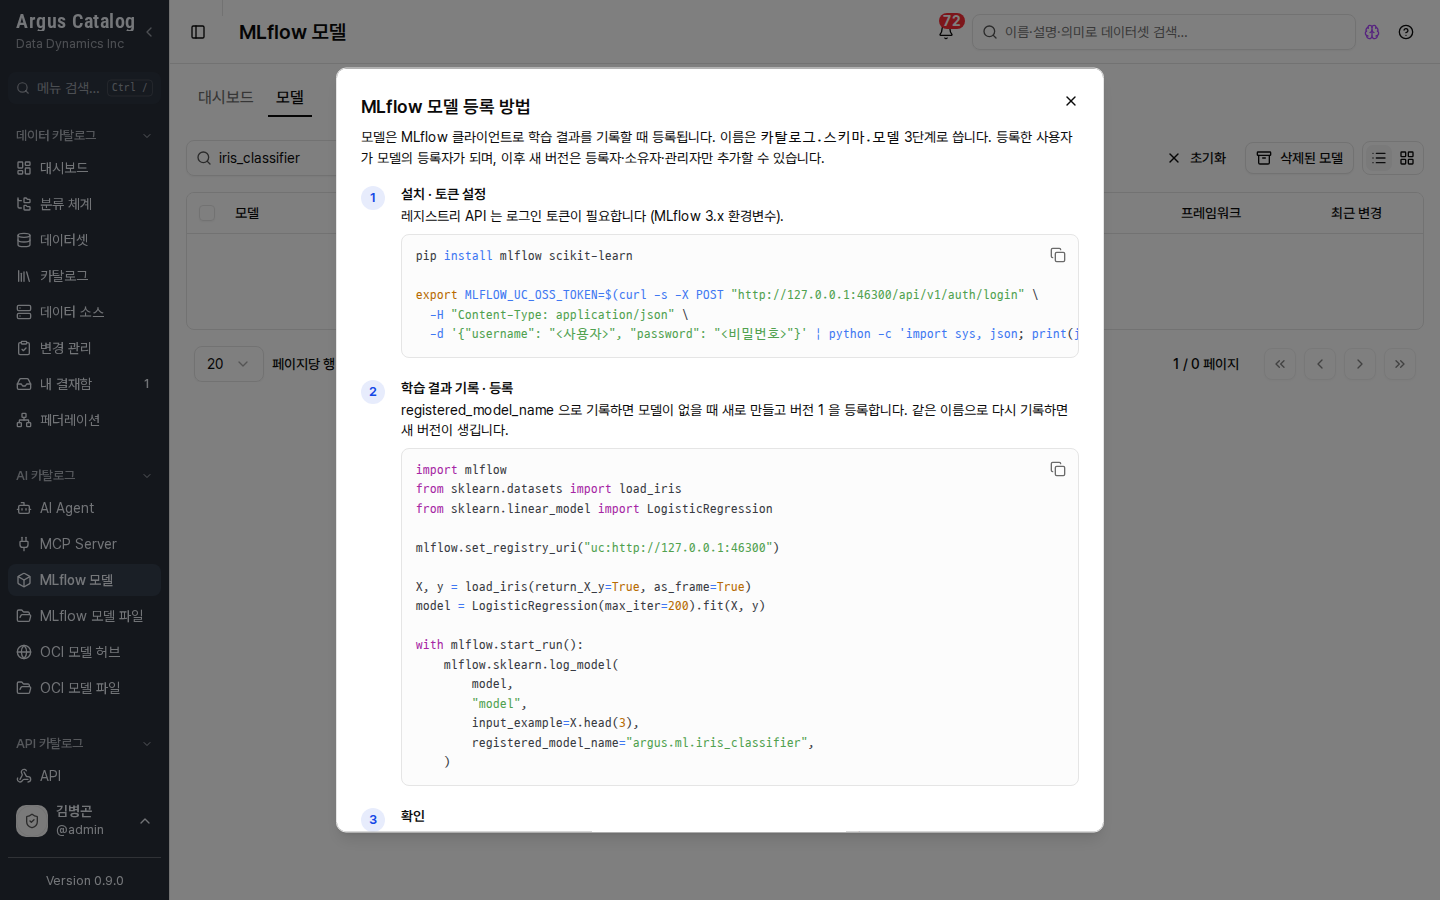 Argus Catalog
Data Dynamics Inc
메뉴 검색... Ctrl /
데이터 카탈로그
대시보드
분류 체계
데이터셋
카탈로그
데이터 소스
변경 관리
내 결재함 1
페더레이션
AI 카탈로그
AI Agent
MCP Server
MLflow 모델
MLflow 모델 파일
OCI 모델 허브
OCI 모델 파일
API 카탈로그
API
김병곤
@admin
Version 0.9.0
MLflow 모델
72
이름·설명·의미로 데이터셋 검색...
대시보드 모델
iris_classifier
초기화 삭제된 모델
모델 프레임워크 최근 변경
20 페이지당 행
1 / 0 페이지
MLflow 모델 등록 방법
모델은 MLflow 클라이언트로 학습 결과를 기록할 때 등록됩니다. 이름은 카탈로그.스키마.모델 3단계로 씁니다. 등록한 사용자
가 모델의 등록자가 되며, 이후 새 버전은 등록자·소유자·관리자만 추가할 수 있습니다.
1 설치 · 토큰 설정
레지스트리 API 는 로그인 토큰이 필요합니다 (MLflow 3.x 환경변수).
pip install mlflow scikit-learn
export MLFLOW_UC_OSS_TOKEN=$(curl -s -X POST "http://127.0.0.1:46300/api/v1/auth/login" \
-H "Content-Type: application/json" \
-d '{"username": "<사용자>", "password": "<비밀번호>"}' | python -c 'import sys, json; print(j
2 학습 결과 기록 · 등록
registered_model_name 으로 기록하면 모델이 없을 때 새로 만들고 버전 1 을 등록합니다. 같은 이름으로 다시 기록하면
새 버전이 생깁니다.
import mlflow
from sklearn.datasets import load_iris
from sklearn.linear_model import LogisticRegression
mlflow.set_registry_uri("uc:http://127.0.0.1:46300")
X, y = load_iris(return_X_y=True, as_frame=True)
model = LogisticRegression(max_iter=200).fit(X, y)
with mlflow.start_run():
mlflow.sklearn.log_model(
model,
"model",
input_example=X.head(3),
registered_model_name="argus.ml.iris_classifier",
)
3 확인